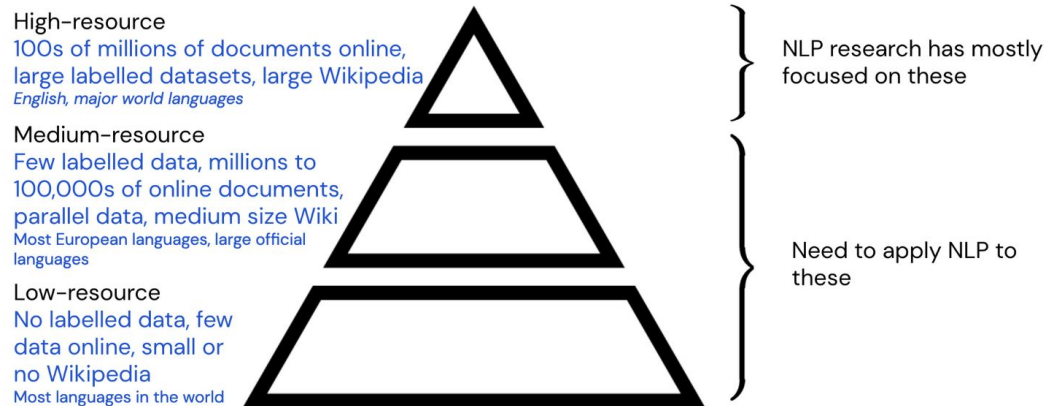 High-resource
100s of millions of documents online,
large labelled datasets, large Wikipedia
English, major world languages
NLP research has mostly
focused on these
Medium-resource
Few labelled data, millions to
100,000s of online documents,
parallel data, medium size Wiki
Most European languages, large official
languages
Need to apply NLP to
these
Low-resource
No labelled data, few
data online, small or
no Wikipedia
Most languages in the world